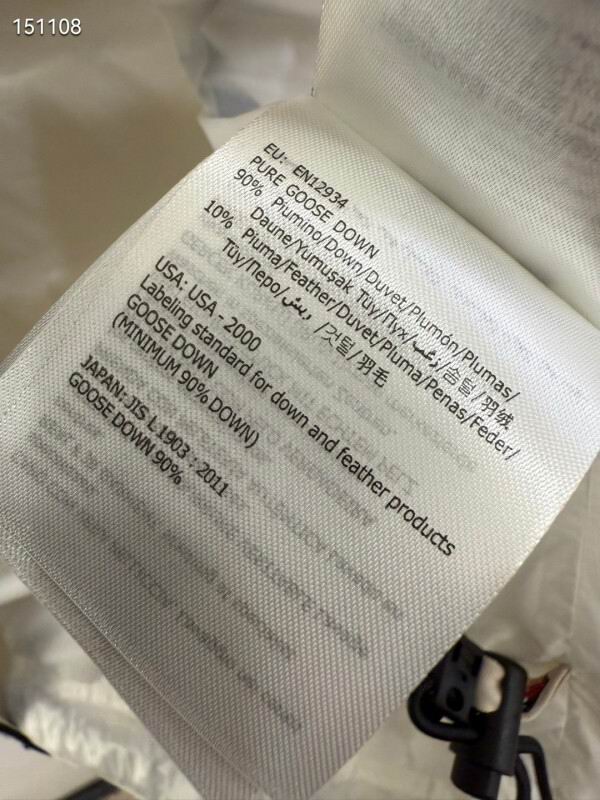 151108
EU: EN12934
PURE GOOSE DOWN
90% Piumino/Down/Duvet/Plumón/Plumas/
Daune/Yumuşak Tüy/Пух/زغب/솜털/羽绒
10% Piuma/Feather/Duvet/Pluma/Penas/Feder/
Tüy/Перо/ريش/깃털/羽毛
USA: USA - 2000
Labeling standard for down and feather products
GOOSE DOWN
(MINIMUM 90% DOWN)
JAPAN: JIS L1903 : 2011
GOOSE DOWN 90%